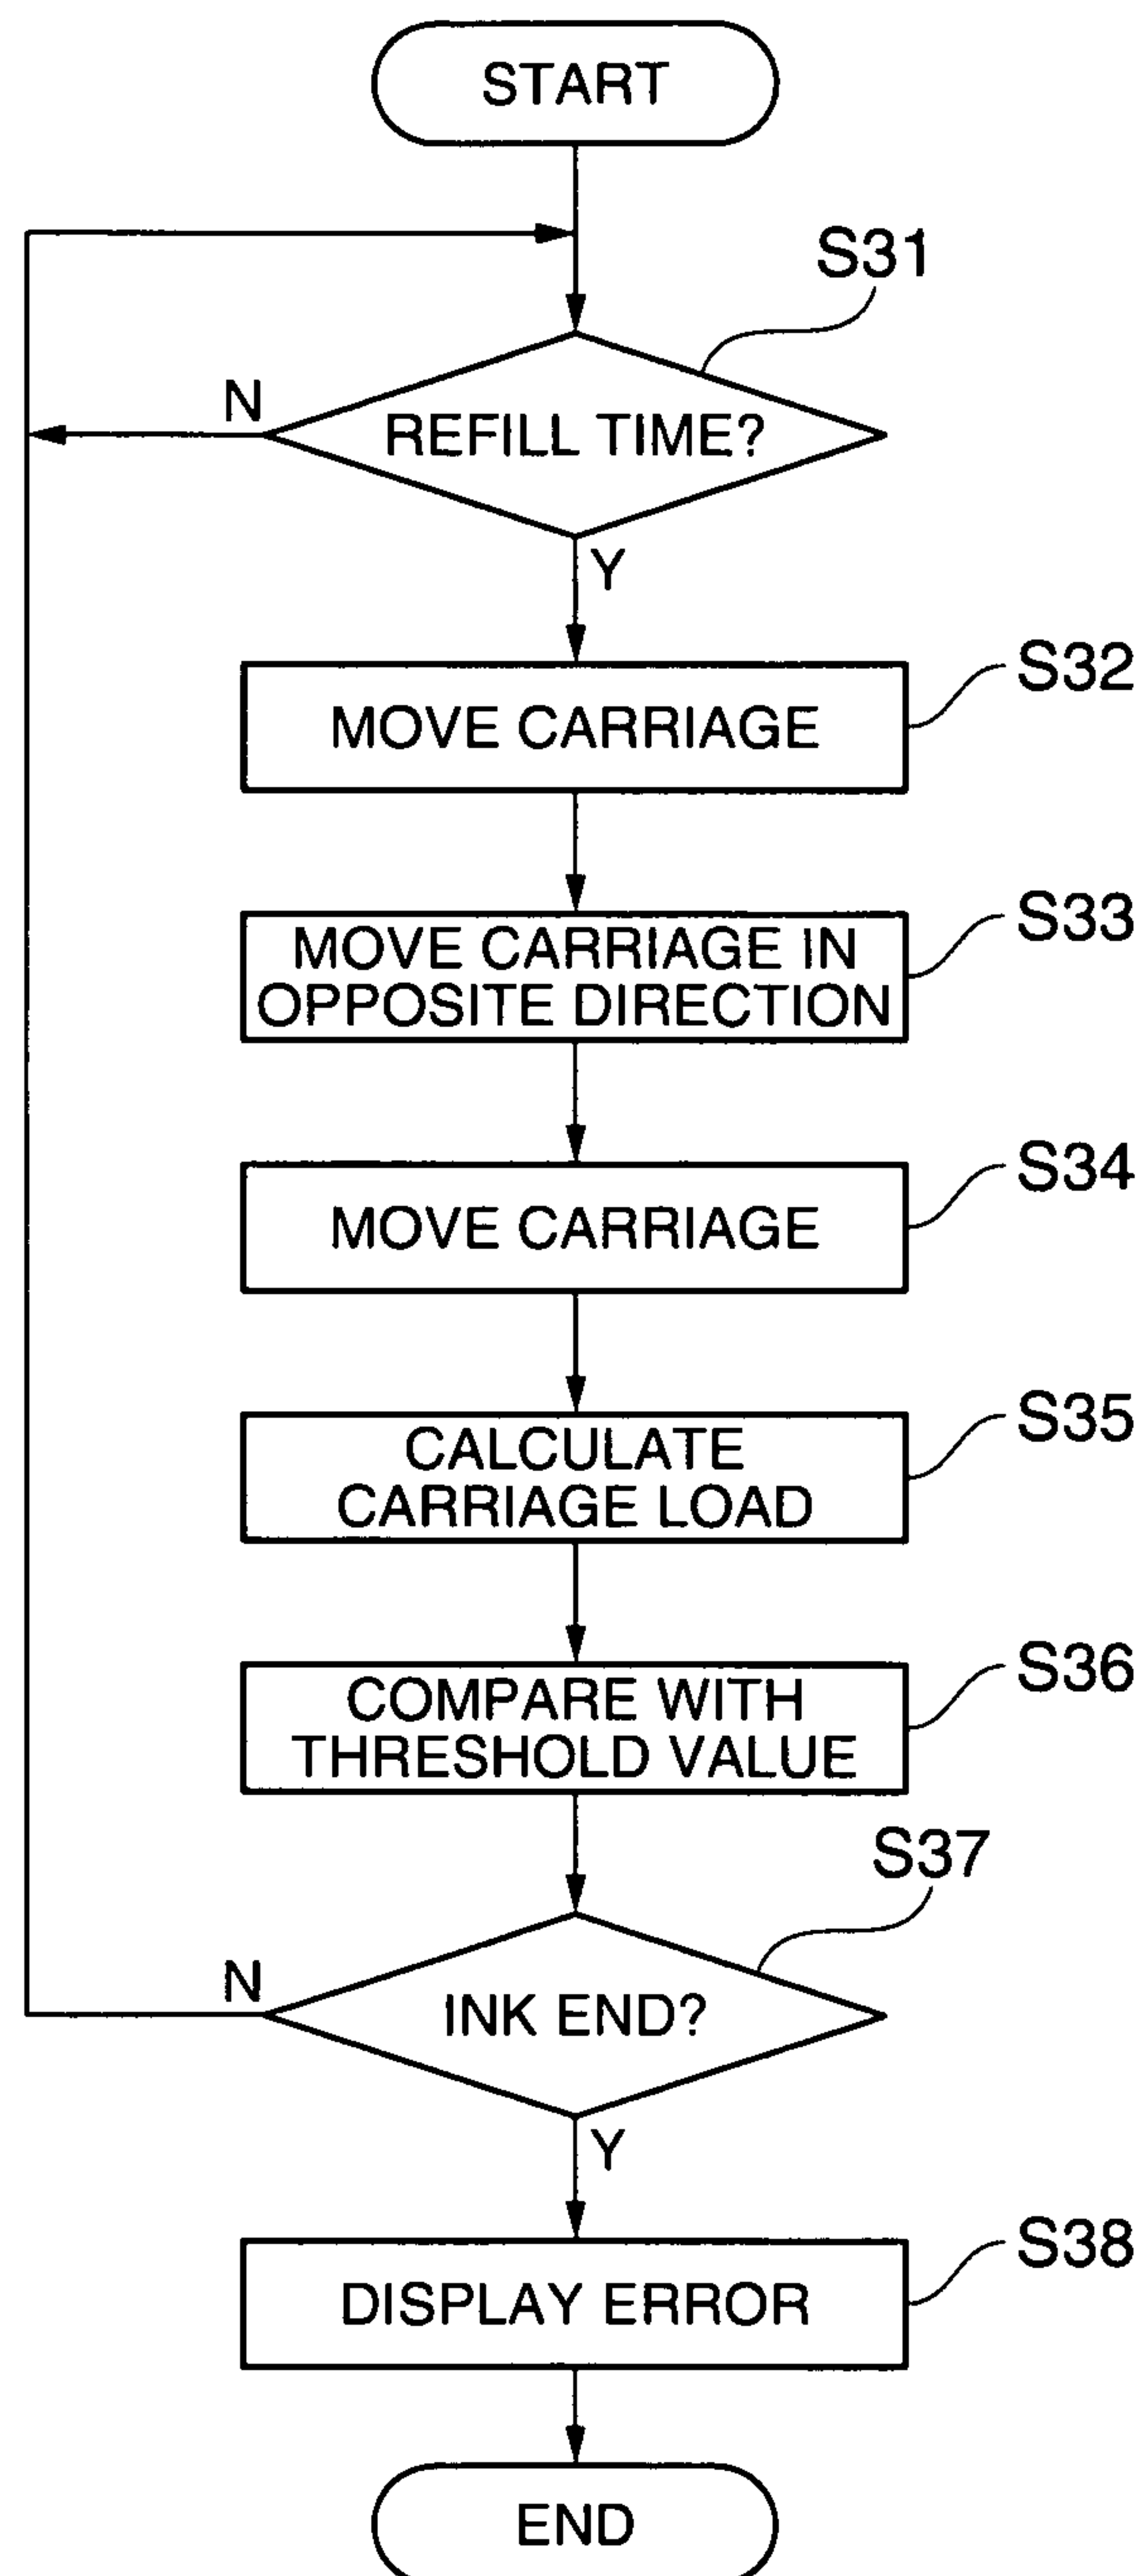 START
S31
N
REFILL TIME?
Y
S32
MOVE CARRIAGE
S33
MOVE CARRIAGE IN
OPPOSITE DIRECTION
S34
MOVE CARRIAGE
S35
CALCULATE
CARRIAGE LOAD
S36
COMPARE WITH
THRESHOLD VALUE
S37
N
INK END?
Y
S38
DISPLAY ERROR
END